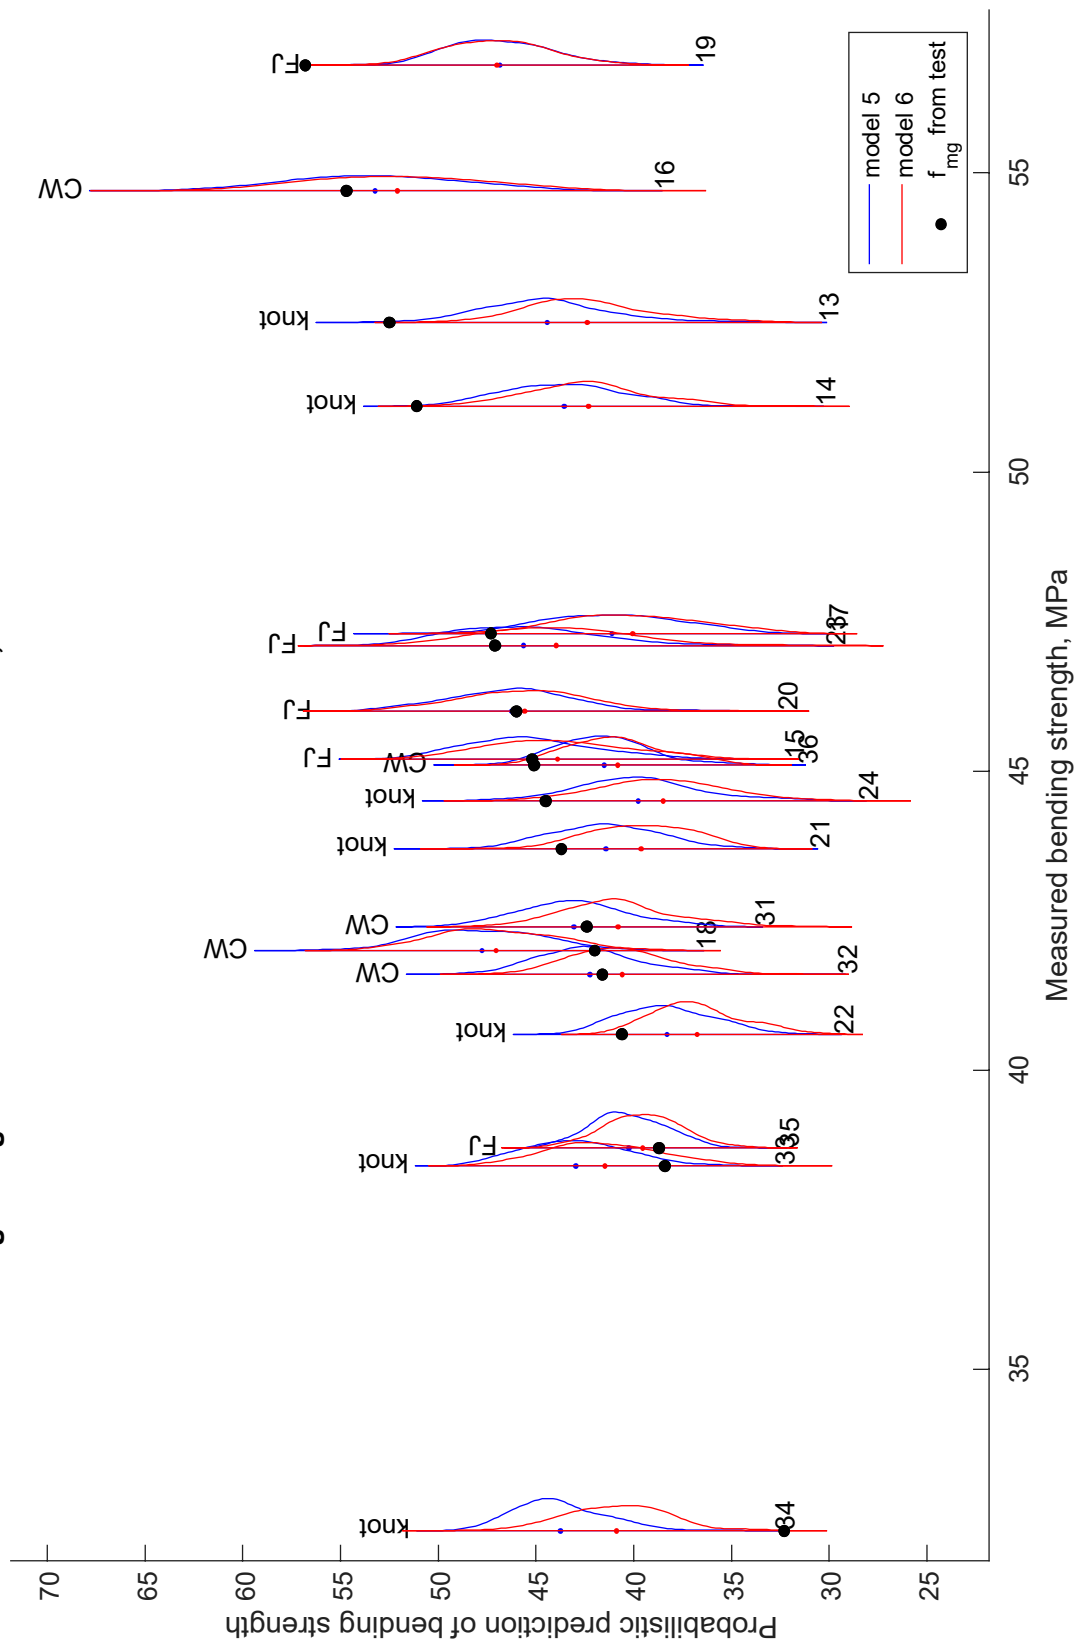 FJ
CW
knot
knot
FJ
FJ
FJ
FJ
CW
knot
knot
CW
CW
CW
knot
FJ
knot
knot
19
16
13
14
37
20
15
36
24
21
31
18
32
22
35
33
34
model 5
model 6
f_mg from test
70
65
60
55
50
45
40
35
30
25
Probabilistic prediction of bending strength
35
40
45
50
55
Measured bending strength, MPa